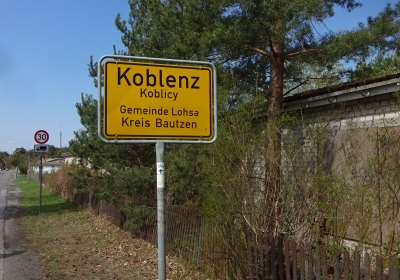 Koblenz
Koblicy
Gemeinde Lohsa
Kreis Bautzen
30